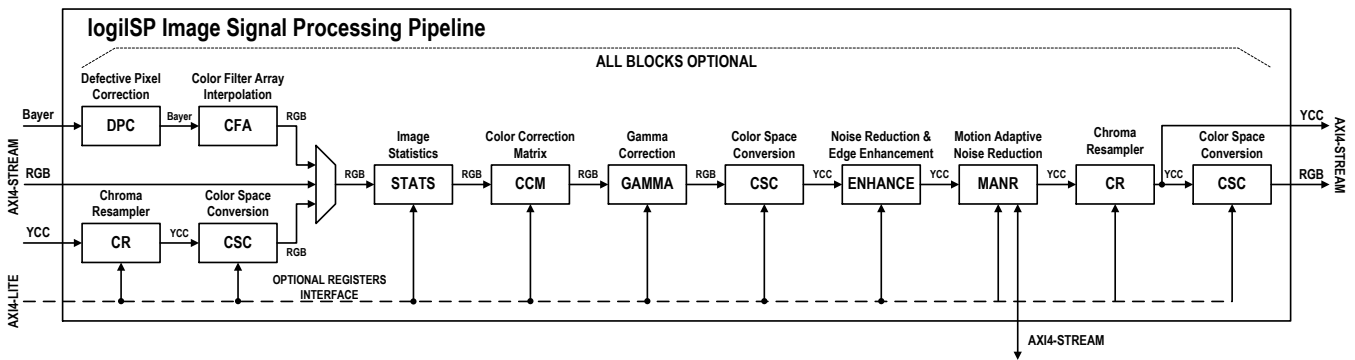 logiISP Image Signal Processing Pipeline
ALL BLOCKS OPTIONAL
Defective Pixel
Correction
Color Filter Array
Interpolation
Bayer
DPC
Bayer
CFA
RGB
AXI4-STREAM
RGB
Chroma
Resampler
Color Space
Conversion
YCC
CR
YCC
CSC
RGB
RGB
Image
Statistics
STATS
RGB
Color Correction
Matrix
CCM
RGB
Gamma
Correction
GAMMA
RGB
Color Space
Conversion
CSC
YCC
Noise Reduction &
Edge Enhancement
ENHANCE
YCC
Motion Adaptive
Noise Reduction
MANR
YCC
Chroma
Resampler
CR
YCC
Color Space
Conversion
CSC
YCC
RGB
AXI4-STREAM
AXI4-LITE
OPTIONAL REGISTERS
INTERFACE
AXI4-STREAM